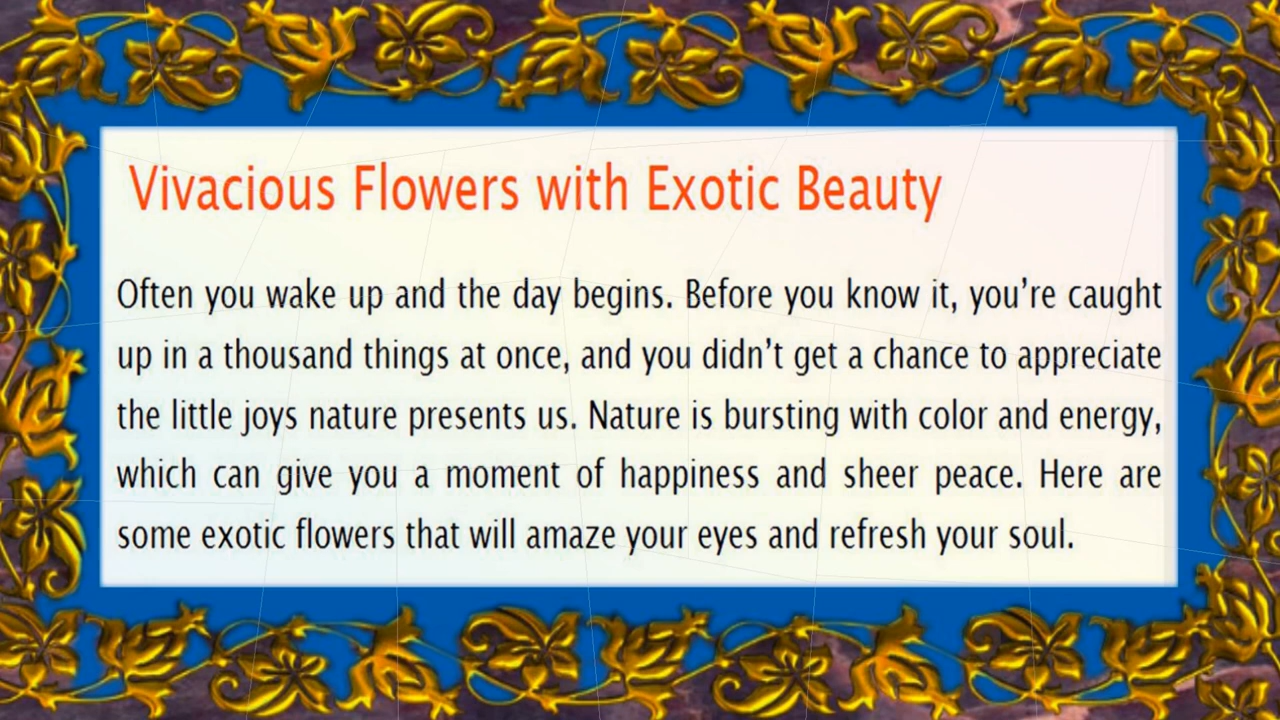 Vivacious Flowers with Exotic Beauty
Often you wake up and the day begins. Before you know it, you’re caught
up in a thousand things at once, and you didn’t get a chance to appreciate
the little joys nature presents us. Nature is bursting with color and energy,
which can give you a moment of happiness and sheer peace. Here are
some exotic flowers that will amaze your eyes and refresh your soul.